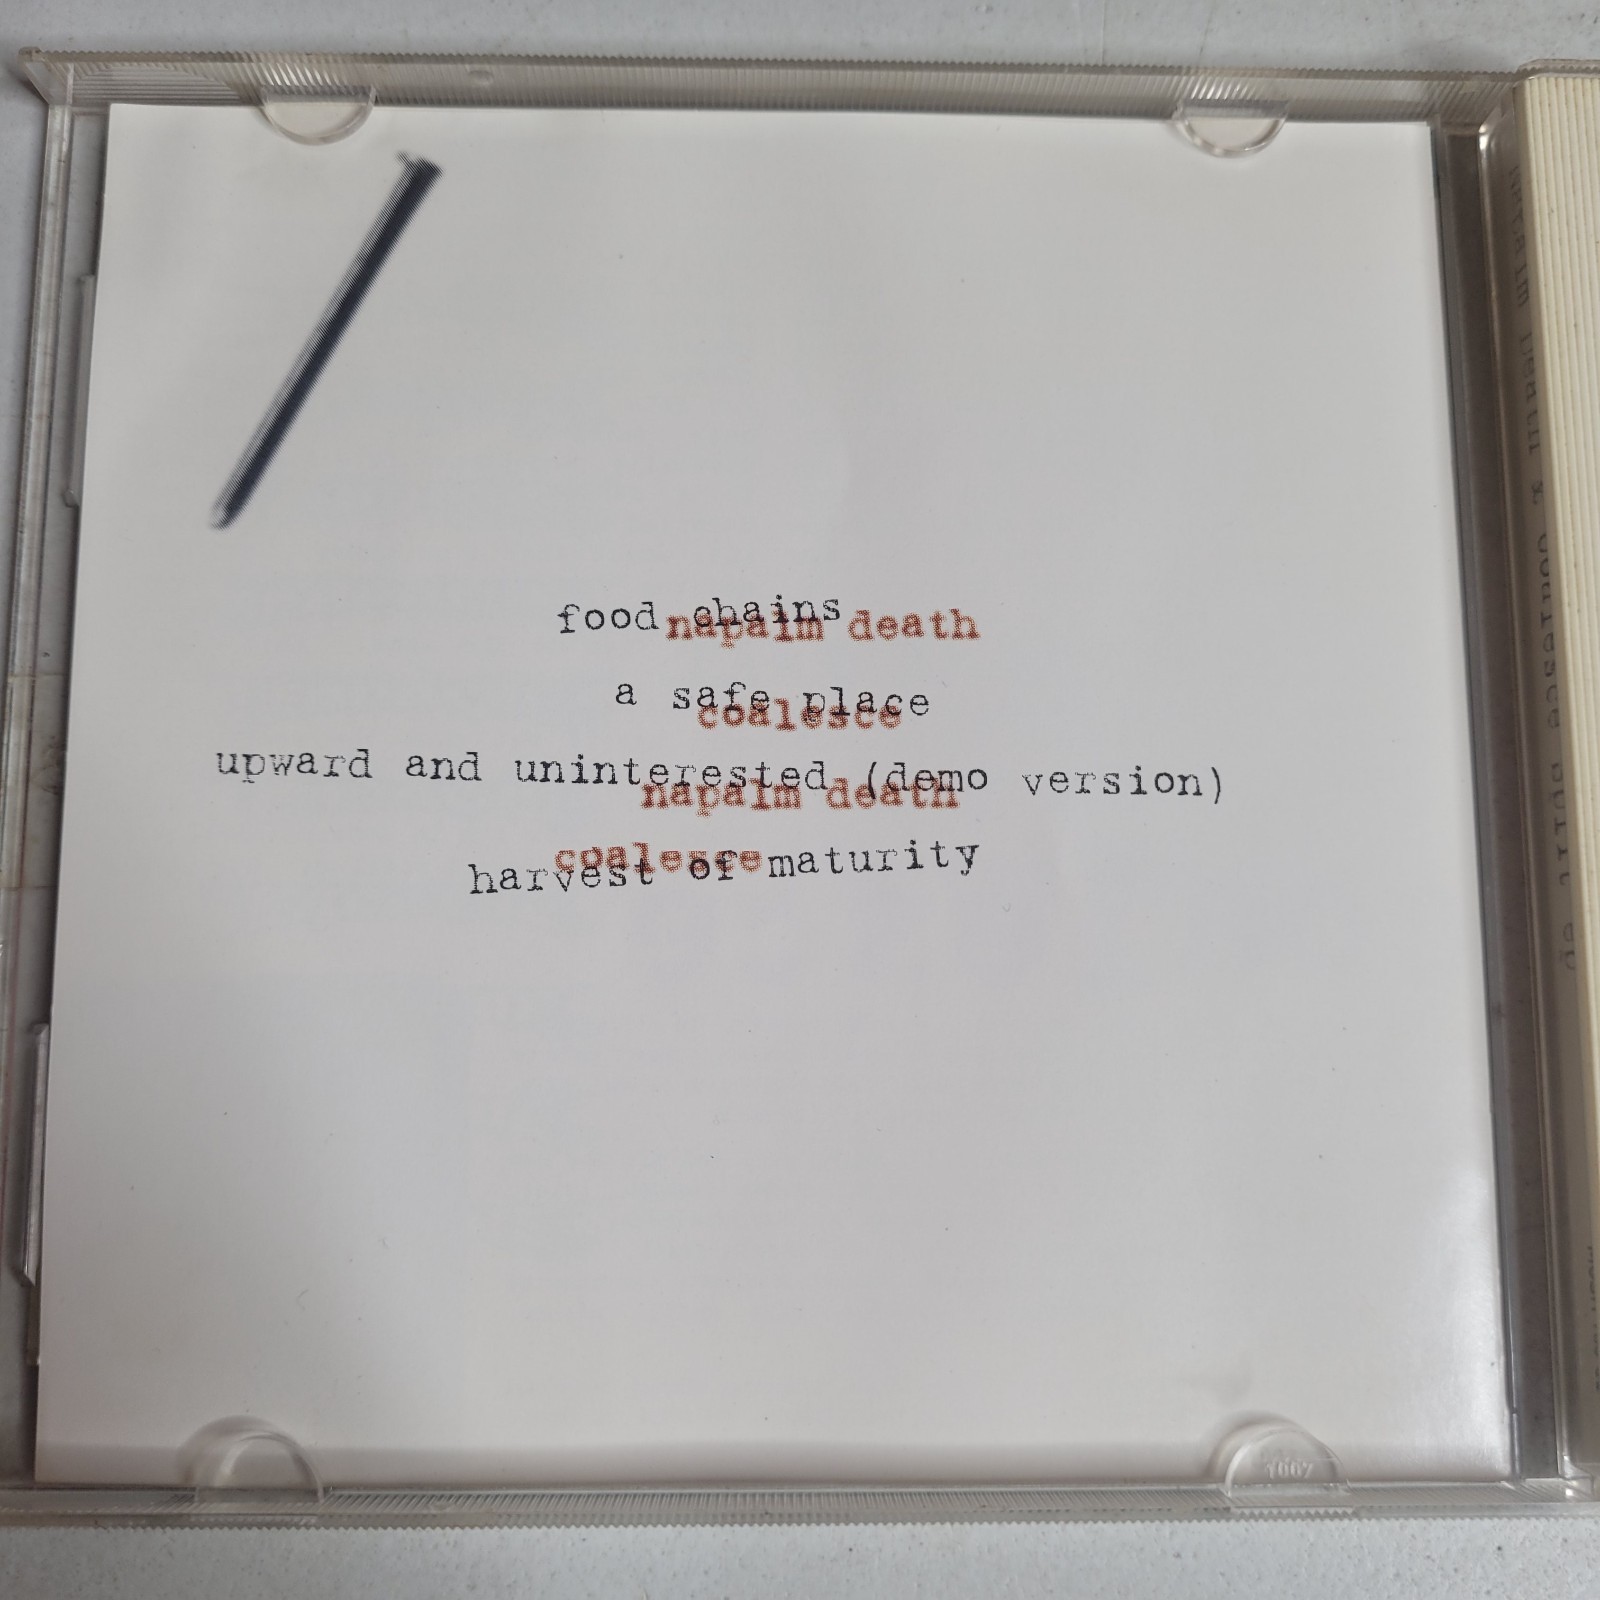 food chains
napalm death
a safe place
coalesce
upward and uninterested (demo version)
napalm death
coalesce
harvest of maturity